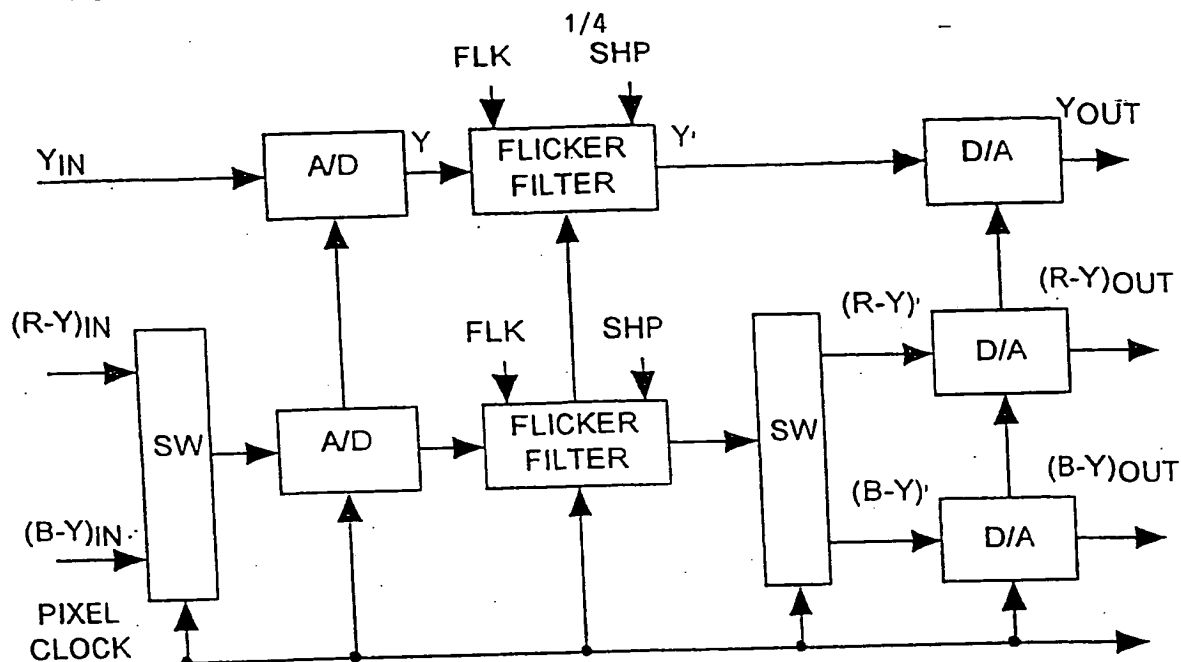 1/4
FLK
SHP
YIN
A/D
Y
FLICKER
FILTER
Y'
D/A
YOUT
(R-Y)IN
SW
A/D
FLK
SHP
FLICKER
FILTER
SW
(R-Y)'
D/A
(R-Y)OUT
(B-Y)IN
(B-Y)'
D/A
(B-Y)OUT
PIXEL
CLOCK